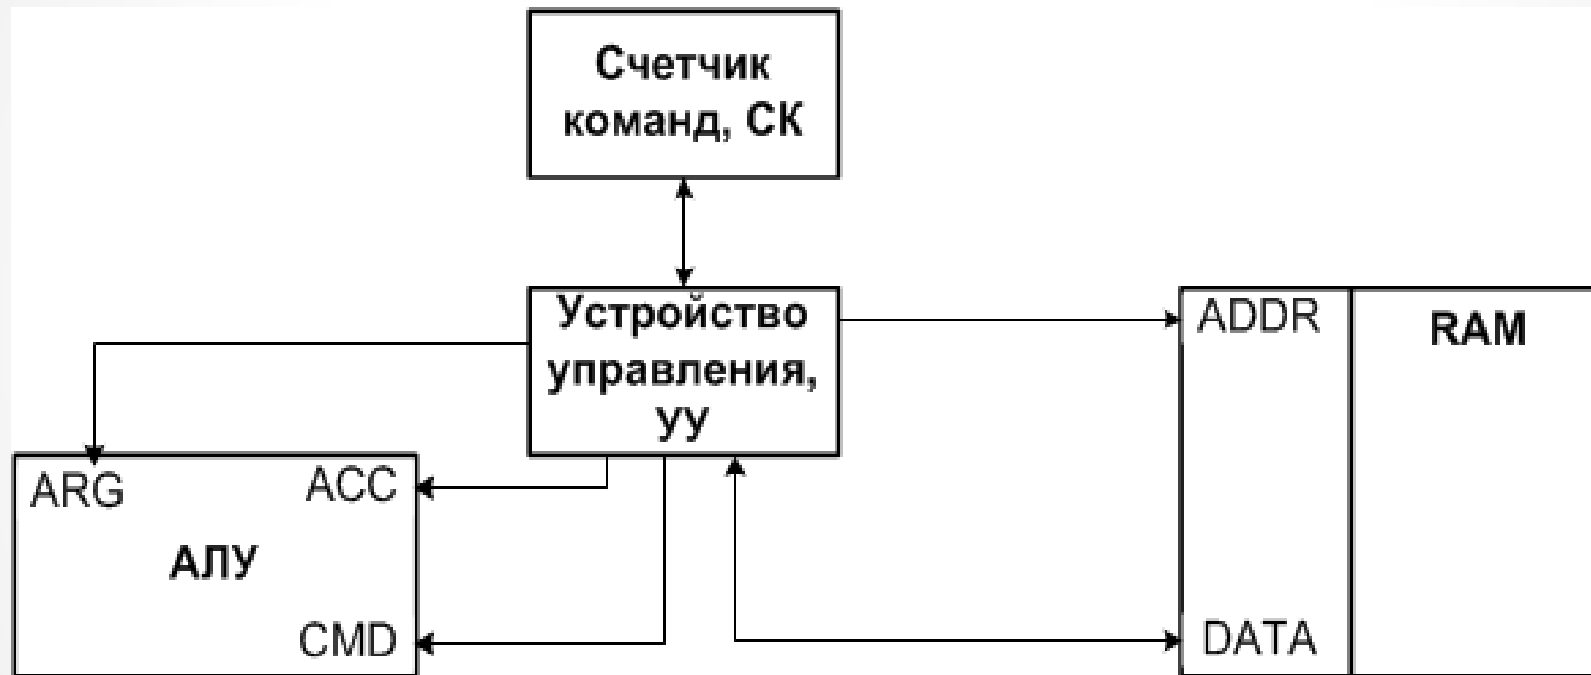 Счетчик
команд, СК
Устройство
управления,
УУ
ADDR
RAM
ARG
ACC
АЛУ
CMD
DATA